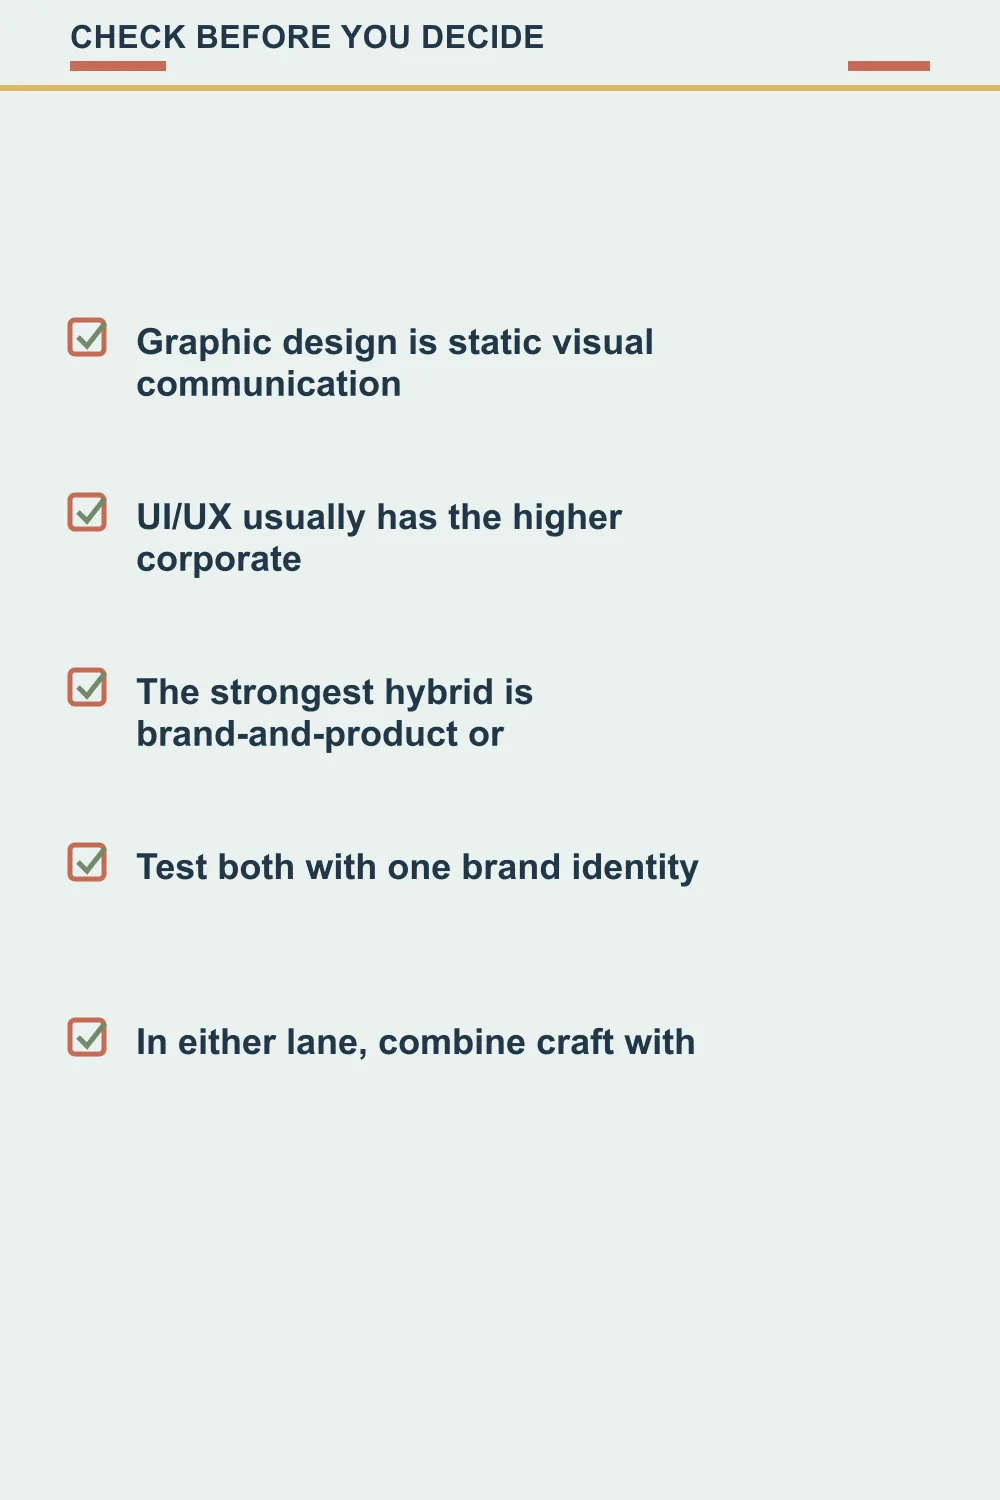 CHECK BEFORE YOU DECIDE
Graphic design is static visual
communication
UI/UX usually has the higher
corporate
The strongest hybrid is
brand-and-product or
Test both with one brand identity
In either lane, combine craft with